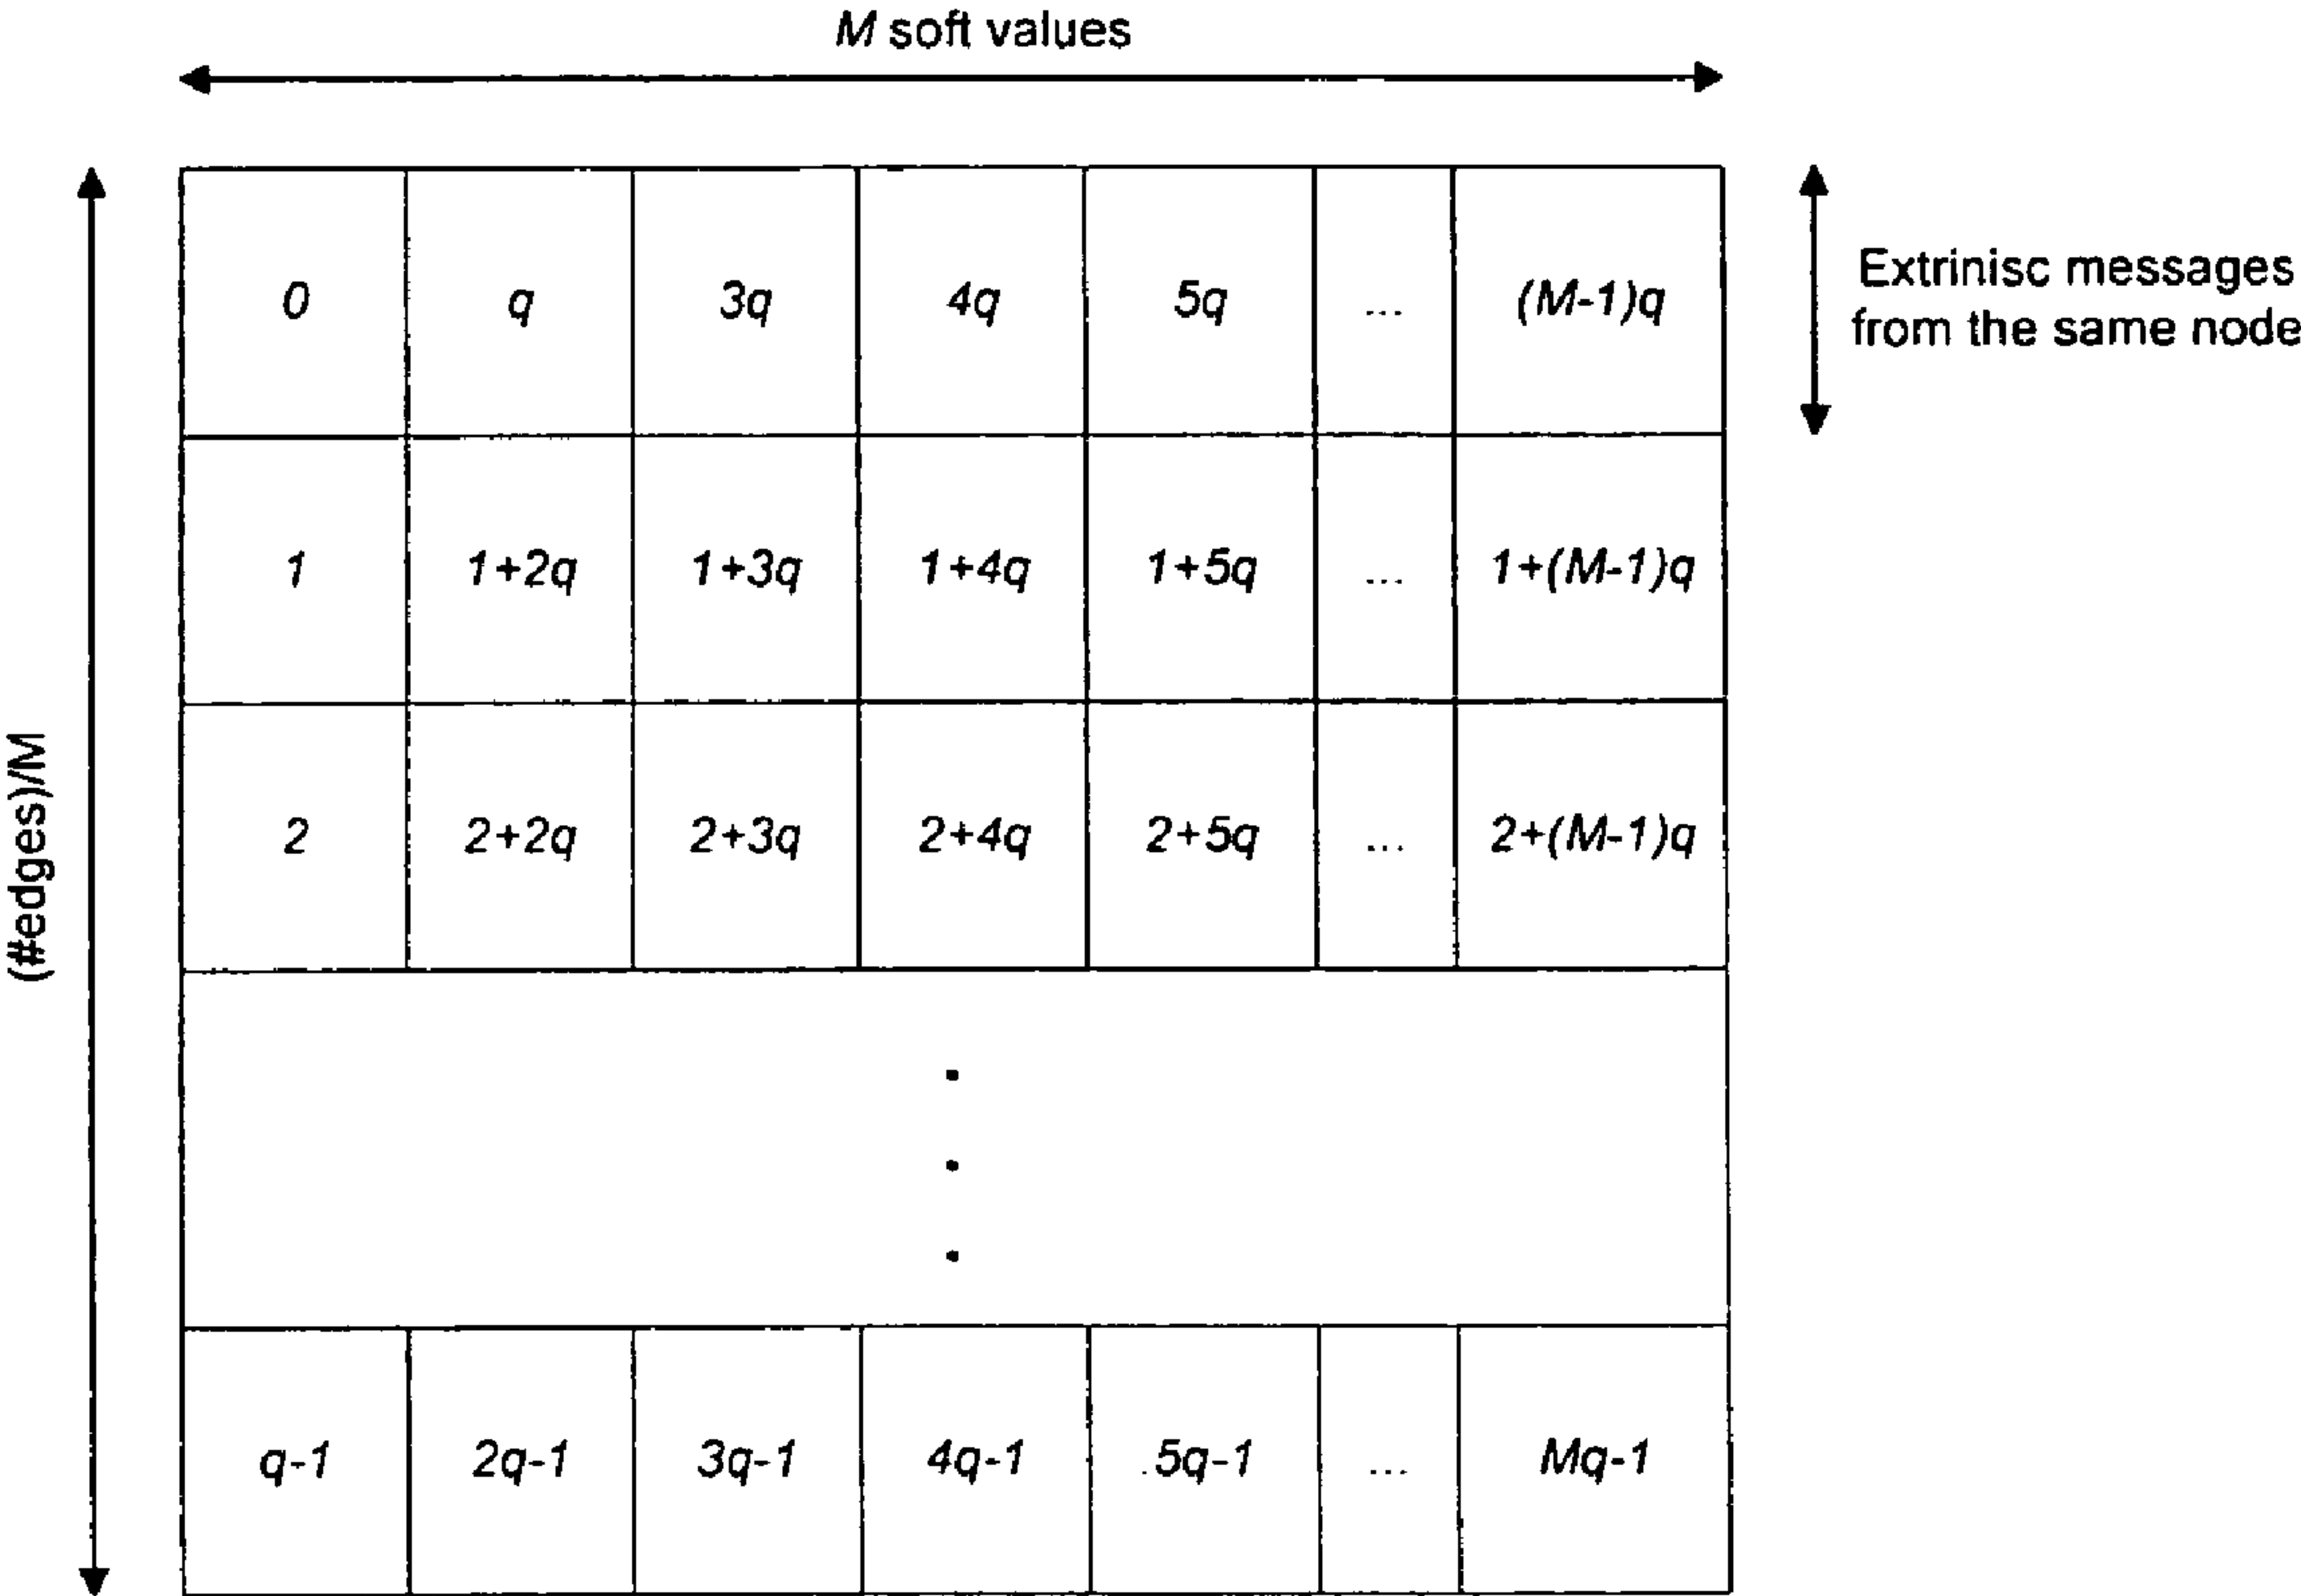 M soft values
0 q 3q 4q 5q ... (M-1)q
Extrinisc messages
from the same node
1 1+2q 1+3q 1+4q 1+5q ... 1+(M-1)q
2 2+2q 2+3q 2+4q 2+5q ... 2+(M-1)q
(#edges)/M
q-1 2q-1 3q-1 4q-1 5q-1 ... Mq-1